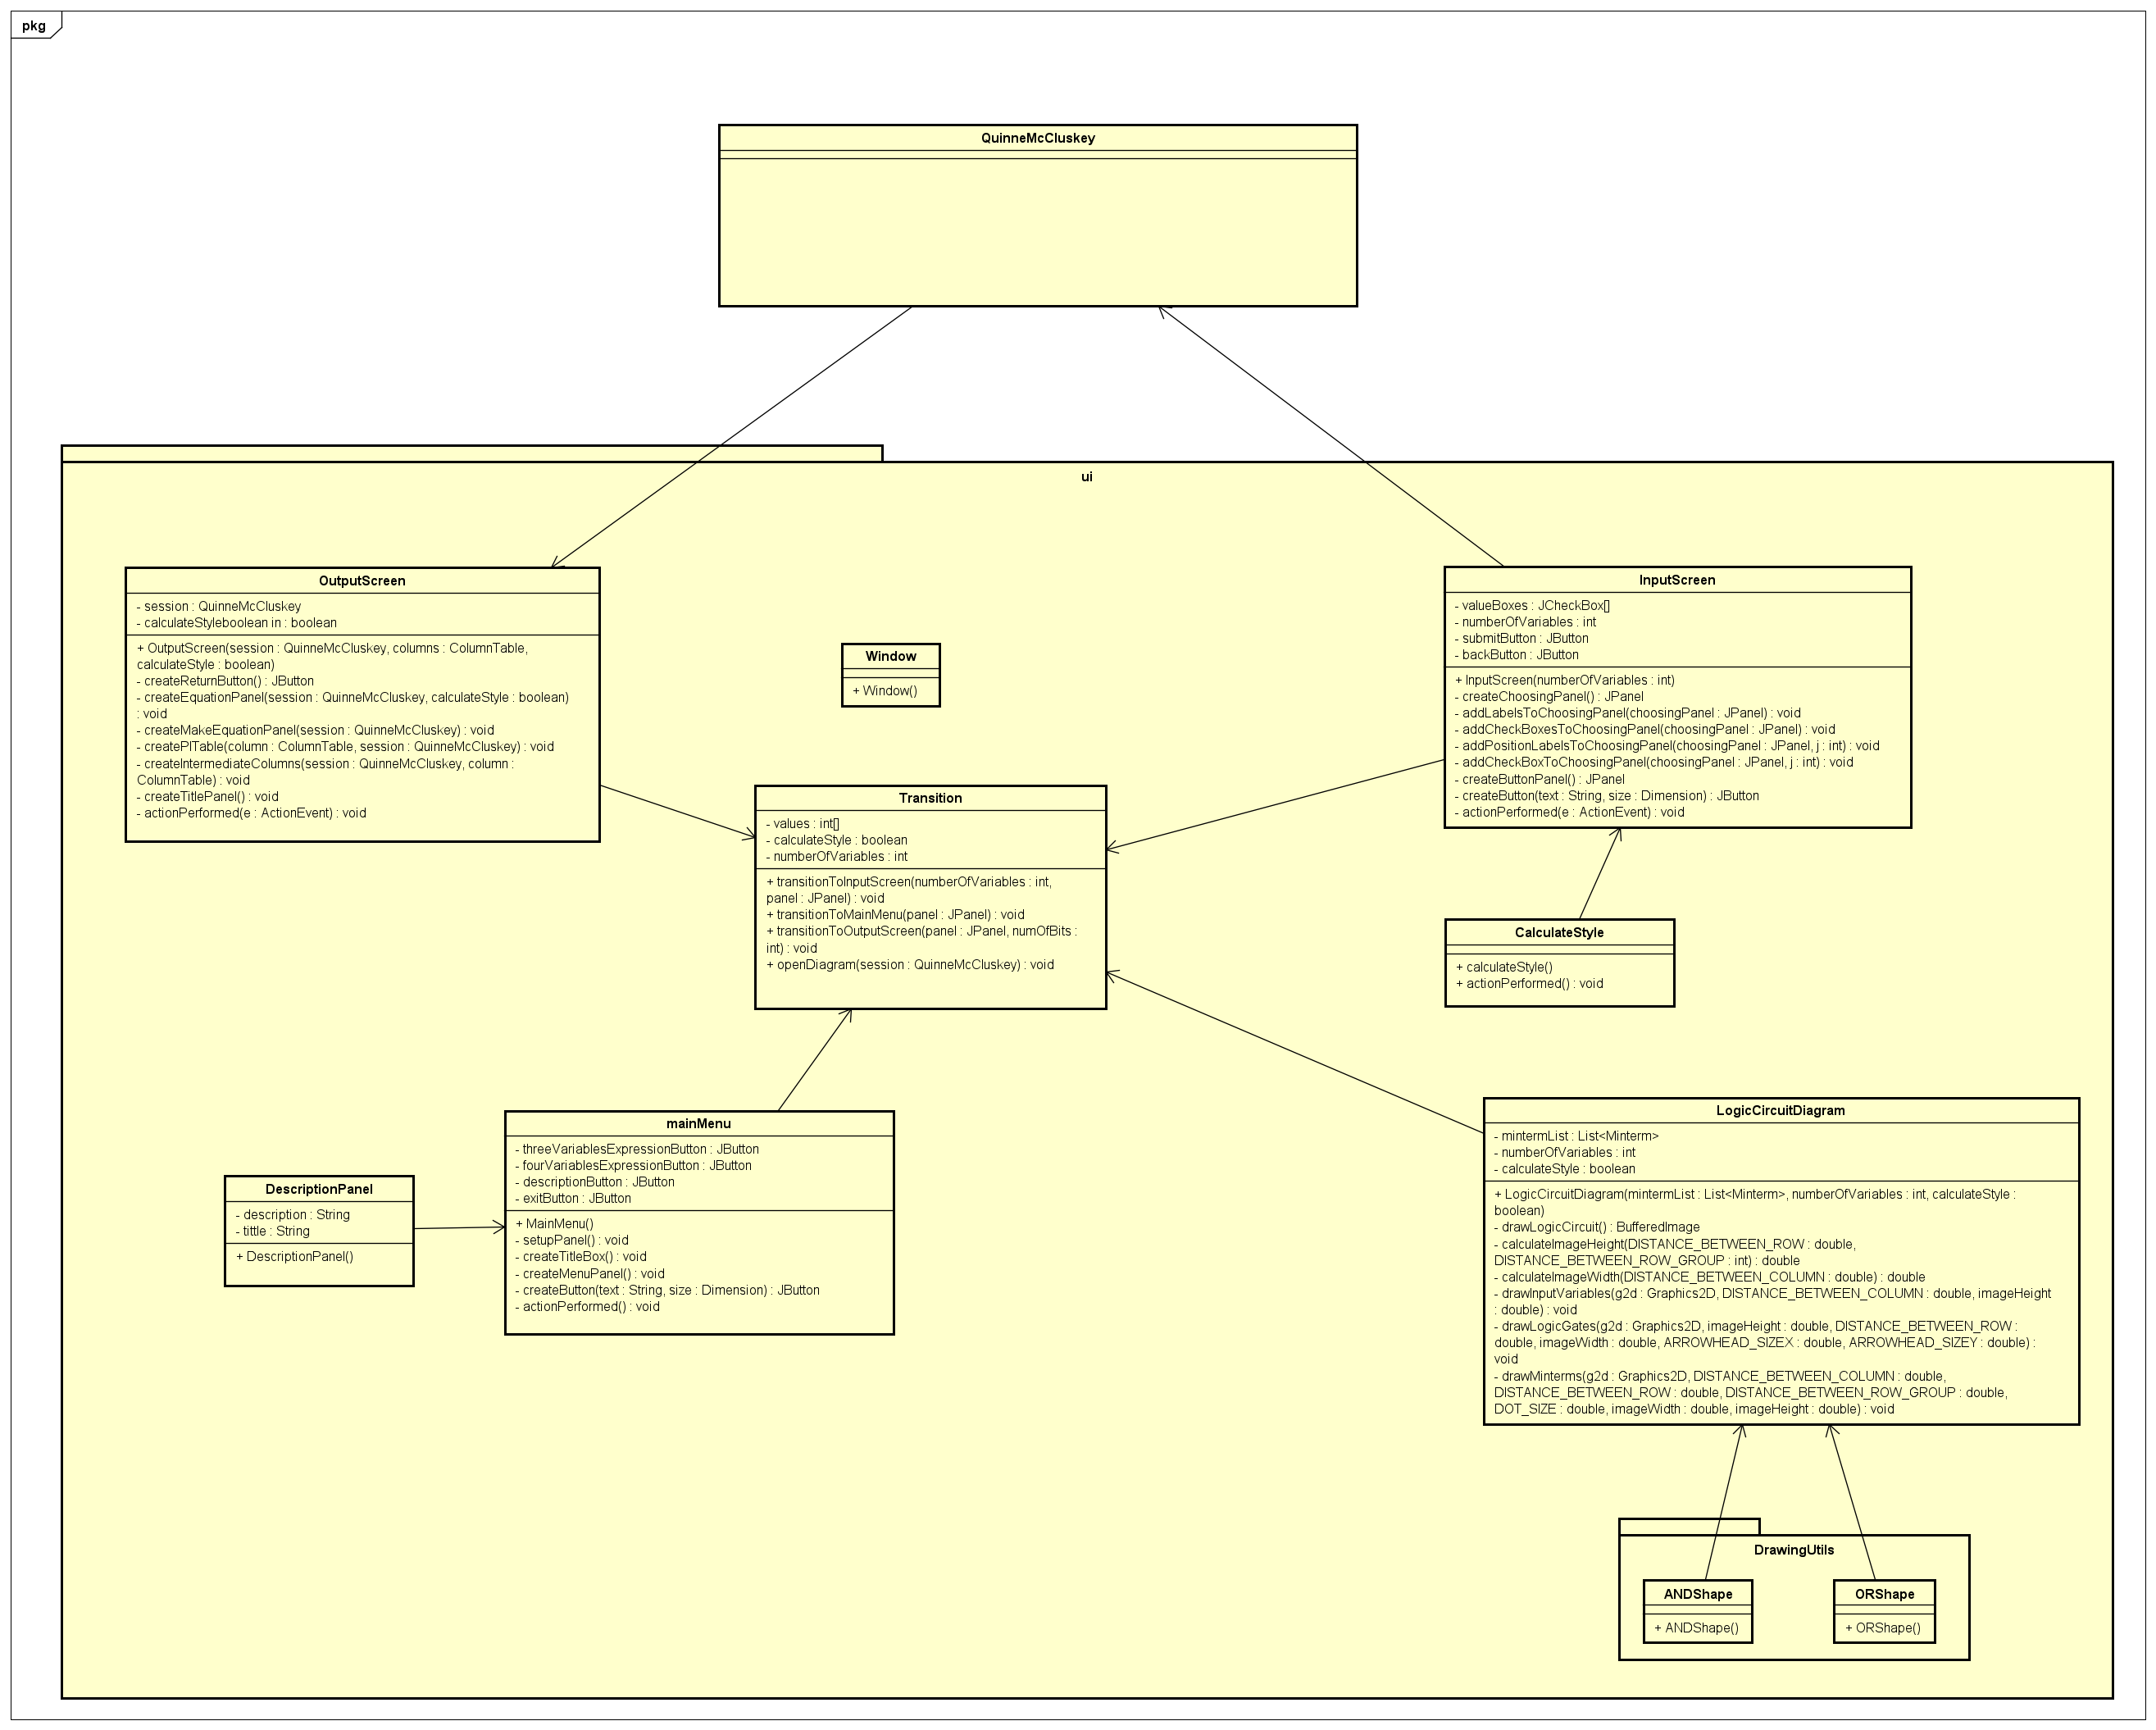 pkg
QuinneMcCluskey
ui
OutputScreen
- session : QuinneMcCluskey
- calculateStyleboolean in : boolean
+ OutputScreen(session : QuinneMcCluskey, columns : ColumnTable,
calculateStyle : boolean)
- createReturnButton() : JButton
- createEquationPanel(session : QuinneMcCluskey, calculateStyle : boolean)
: void
- createMakeEquationPanel(session : QuinneMcCluskey) : void
- createPITable(column : ColumnTable, session : QuinneMcCluskey) : void
- createIntermediateColumns(session : QuinneMcCluskey, column :
ColumnTable) : void
- createTitlePanel() : void
- actionPerformed(e : ActionEvent) : void
Window
+ Window()
InputScreen
- valueBoxes : JCheckBox[]
- numberOfVariables : int
- submitButton : JButton
- backButton : JButton
+ InputScreen(numberOfVariables : int)
- createChoosingPanel() : JPanel
- addLabelsToChoosingPanel(choosingPanel : JPanel) : void
- addCheckBoxesToChoosingPanel(choosingPanel : JPanel) : void
- addPositionLabelsToChoosingPanel(choosingPanel : JPanel, j : int) : void
- addCheckBoxToChoosingPanel(choosingPanel : JPanel, j : int) : void
- createButtonPanel() : JPanel
- createButton(text : String, size : Dimension) : JButton
- actionPerformed(e : ActionEvent) : void
Transition
- values : int[]
- calculateStyle : boolean
- numberOfVariables : int
+ transitionToInputScreen(numberOfVariables : int,
panel : JPanel) : void
+ transitionToMainMenu(panel : JPanel) : void
+ transitionToOutputScreen(panel : JPanel, numOfBits :
int) : void
+ openDiagram(session : QuinneMcCluskey) : void
CalculateStyle
+ calculateStyle()
+ actionPerformed() : void
mainMenu
- threeVariablesExpressionButton : JButton
- fourVariablesExpressionButton : JButton
- descriptionButton : JButton
- exitButton : JButton
+ MainMenu()
- setupPanel() : void
- createTitleBox() : void
- createMenuPanel() : void
- createButton(text : String, size : Dimension) : JButton
- actionPerformed() : void
DescriptionPanel
- description : String
- tittle : String
+ DescriptionPanel()
LogicCircuitDiagram
- mintermList : List<Minterm>
- numberOfVariables : int
- calculateStyle : boolean
+ LogicCircuitDiagram(mintermList : List<Minterm>, numberOfVariables : int, calculateStyle :
boolean)
- drawLogicCircuit() : BufferedImage
- calculateImageHeight(DISTANCE_BETWEEN_ROW : double,
DISTANCE_BETWEEN_ROW_GROUP : int) : double
- calculateImageWidth(DISTANCE_BETWEEN_COLUMN : double) : double
- drawInputVariables(g2d : Graphics2D, DISTANCE_BETWEEN_COLUMN : double, imageHeight
: double) : void
- drawLogicGates(g2d : Graphics2D, imageHeight : double, DISTANCE_BETWEEN_ROW :
double, imageWidth : double, ARROWHEAD_SIZEX : double, ARROWHEAD_SIZEY : double) :
void
- drawMinterms(g2d : Graphics2D, DISTANCE_BETWEEN_COLUMN : double,
DISTANCE_BETWEEN_ROW : double, DISTANCE_BETWEEN_ROW_GROUP : double,
DOT_SIZE : double, imageWidth : double, imageHeight : double) : void
DrawingUtils
ANDShape
+ ANDShape()
ORShape
+ ORShape()